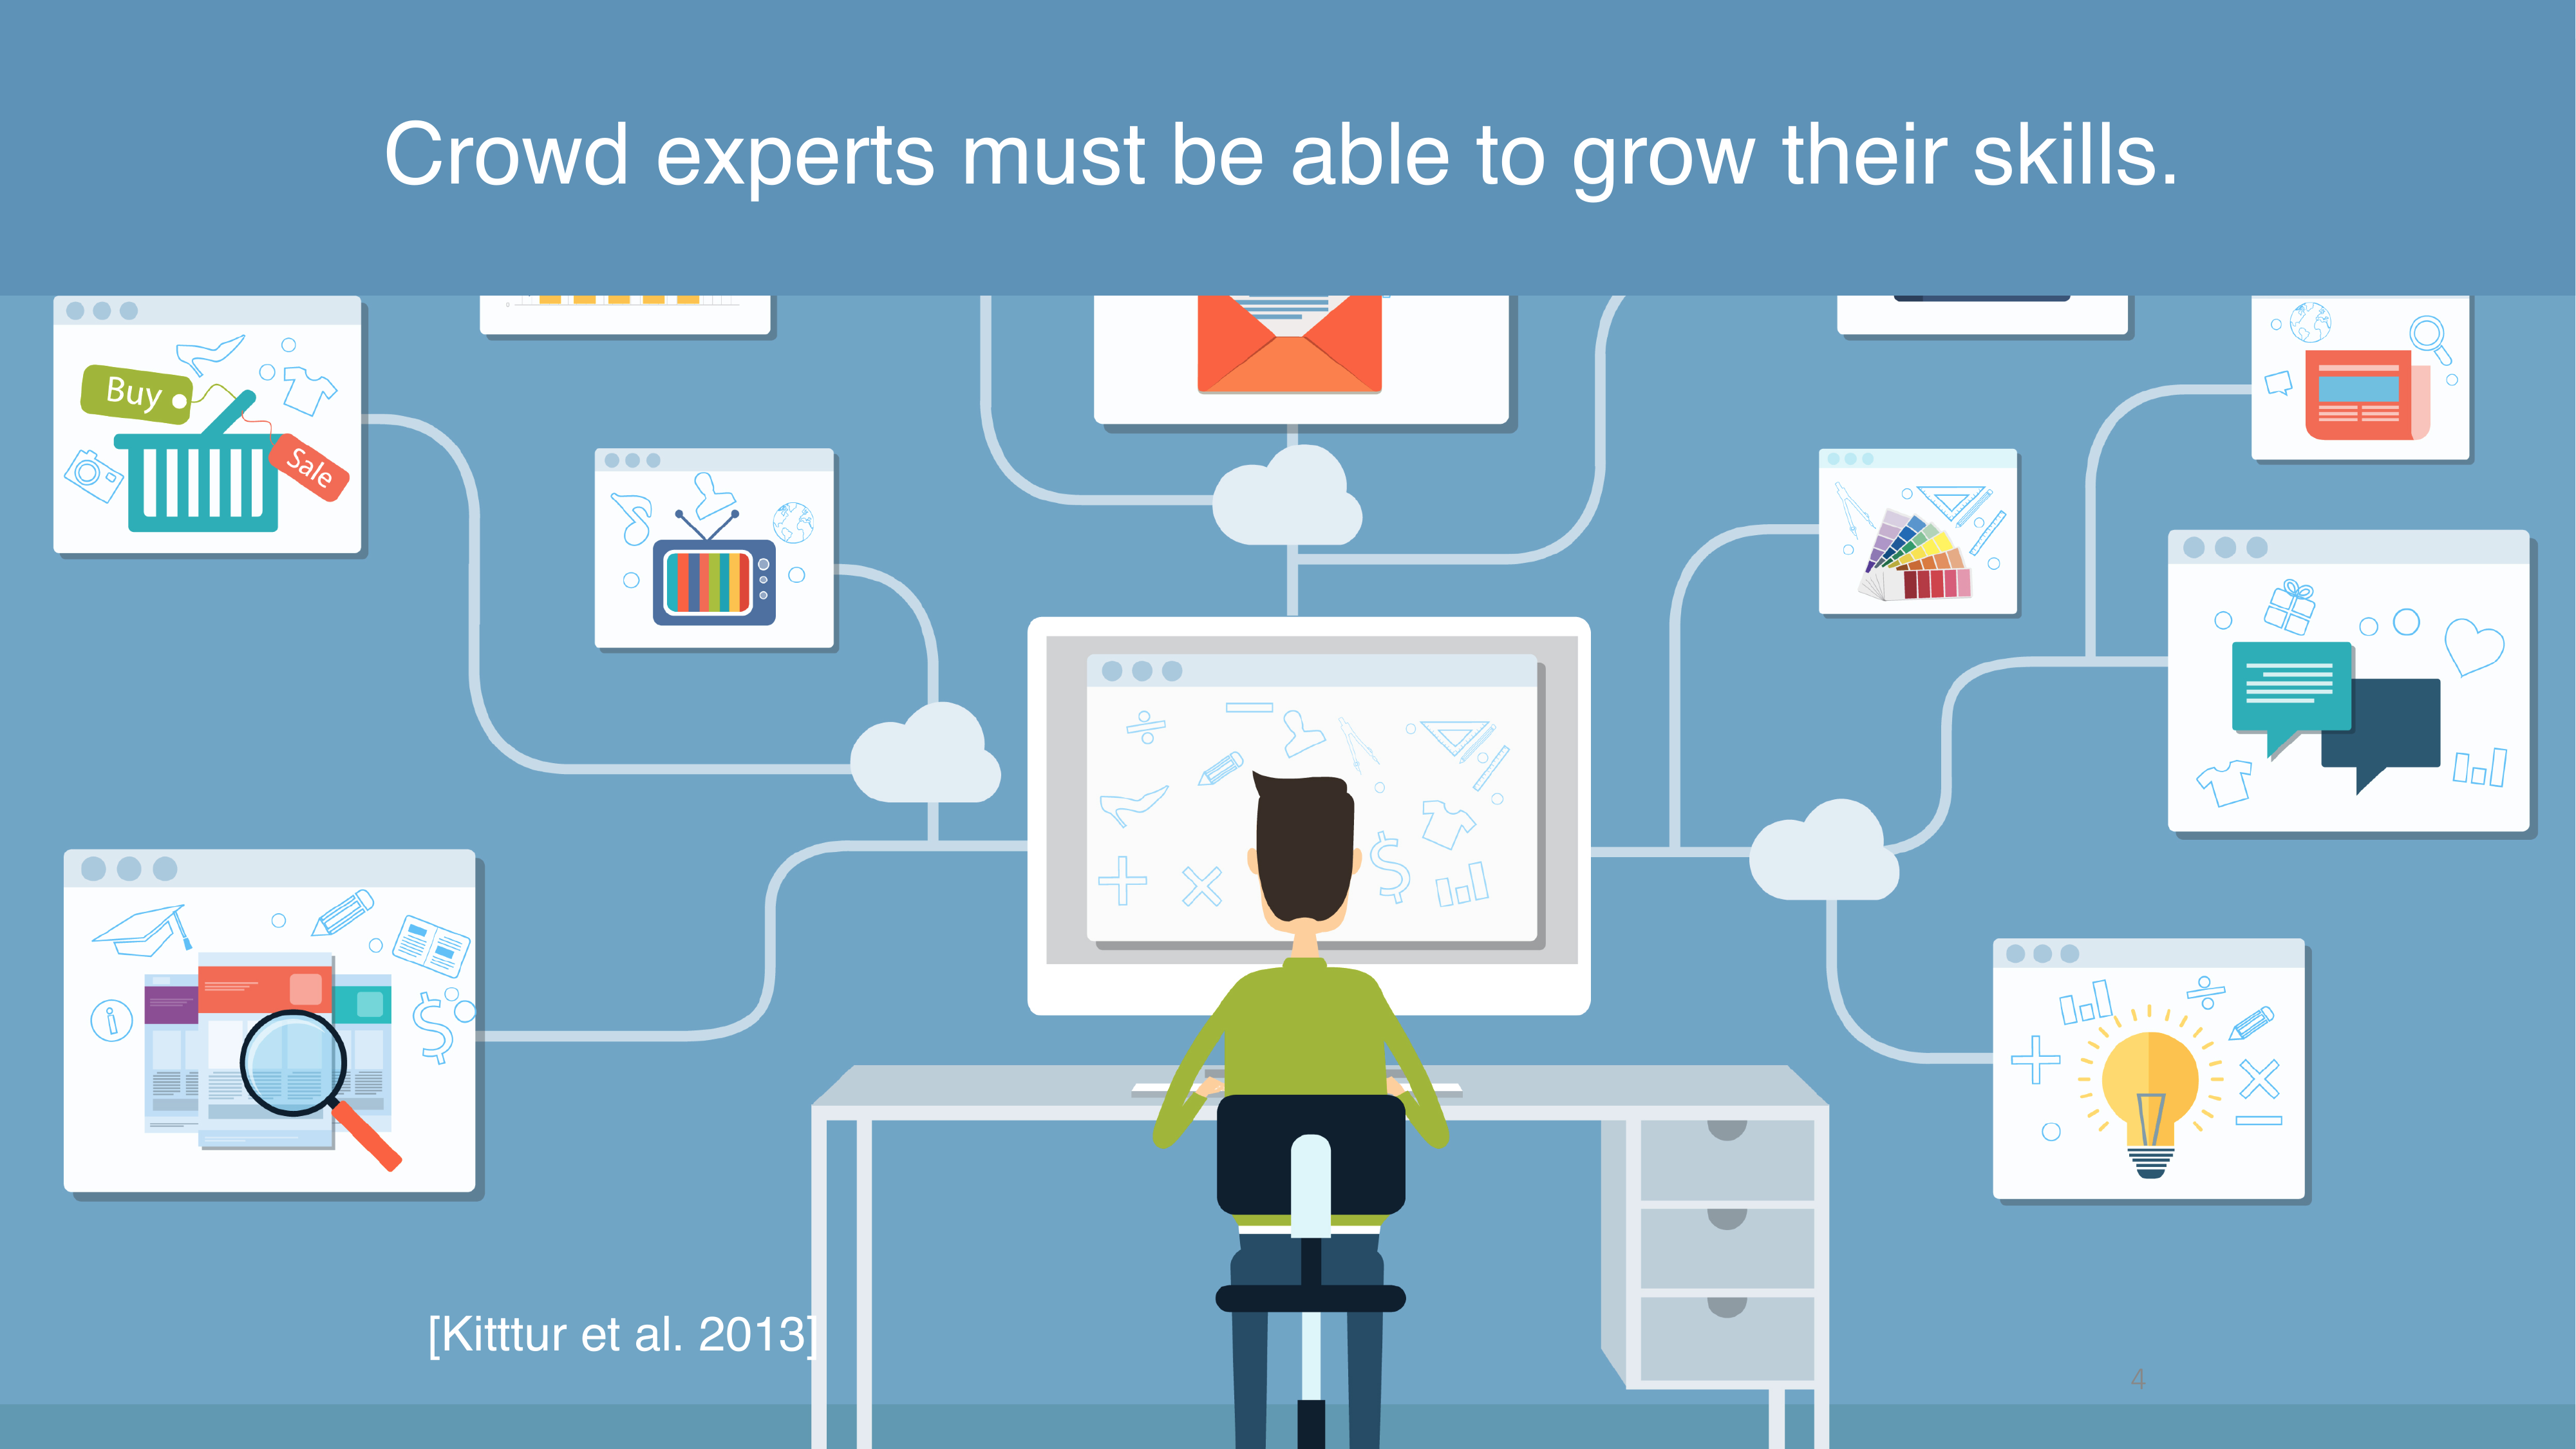 Crowd experts must be able to grow their skills.
Buy
Sale
[Kitttur et al. 2013]
4